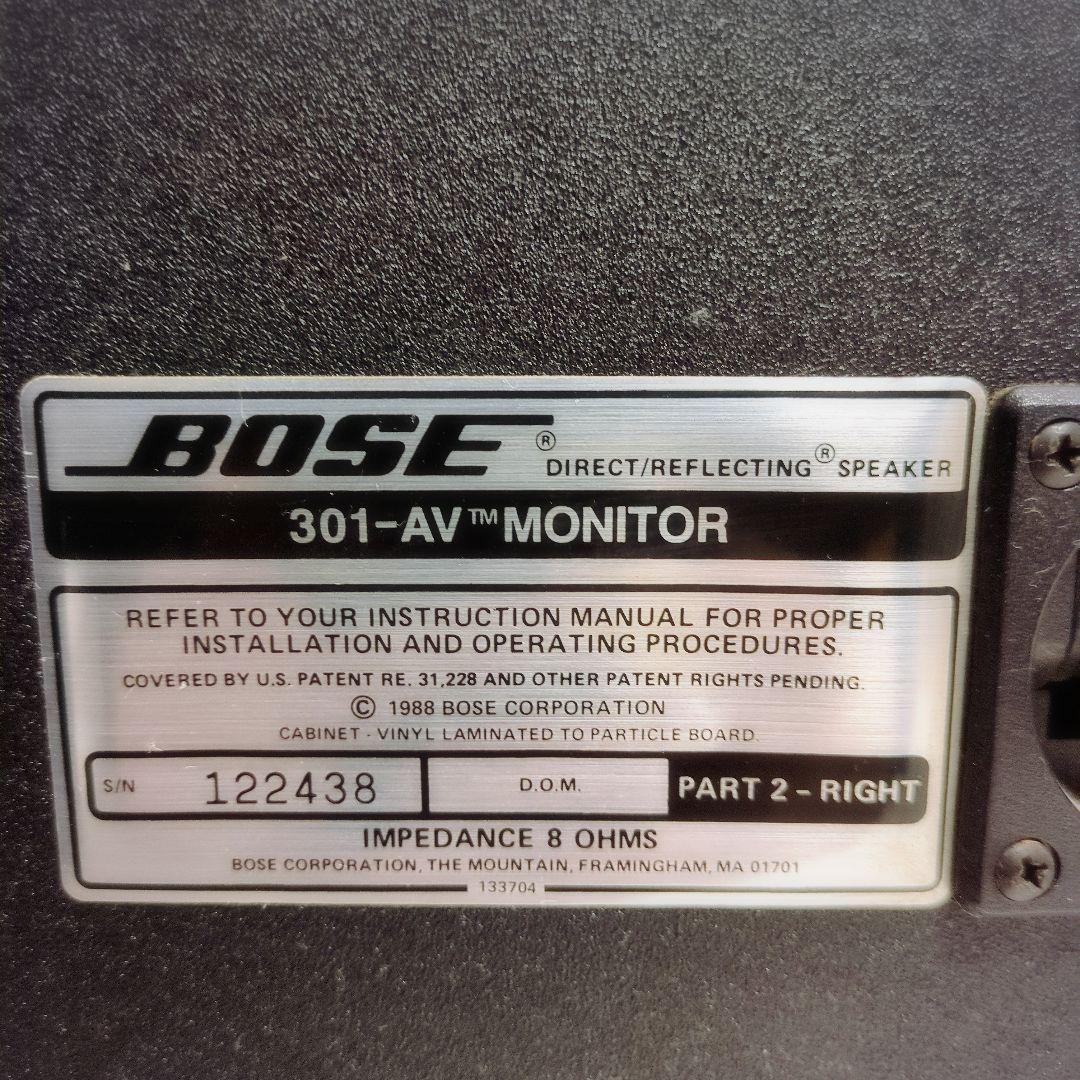 BOSE® DIRECT/REFLECTING® SPEAKER
301-AV™ MONITOR
REFER TO YOUR INSTRUCTION MANUAL FOR PROPER
INSTALLATION AND OPERATING PROCEDURES.
COVERED BY U.S. PATENT RE. 31,228 AND OTHER PATENT RIGHTS PENDING.
© 1988 BOSE CORPORATION
CABINET - VINYL LAMINATED TO PARTICLE BOARD.
S/N 122438 D.O.M. PART 2 - RIGHT
IMPEDANCE 8 OHMS
BOSE CORPORATION, THE MOUNTAIN, FRAMINGHAM, MA 01701
133704